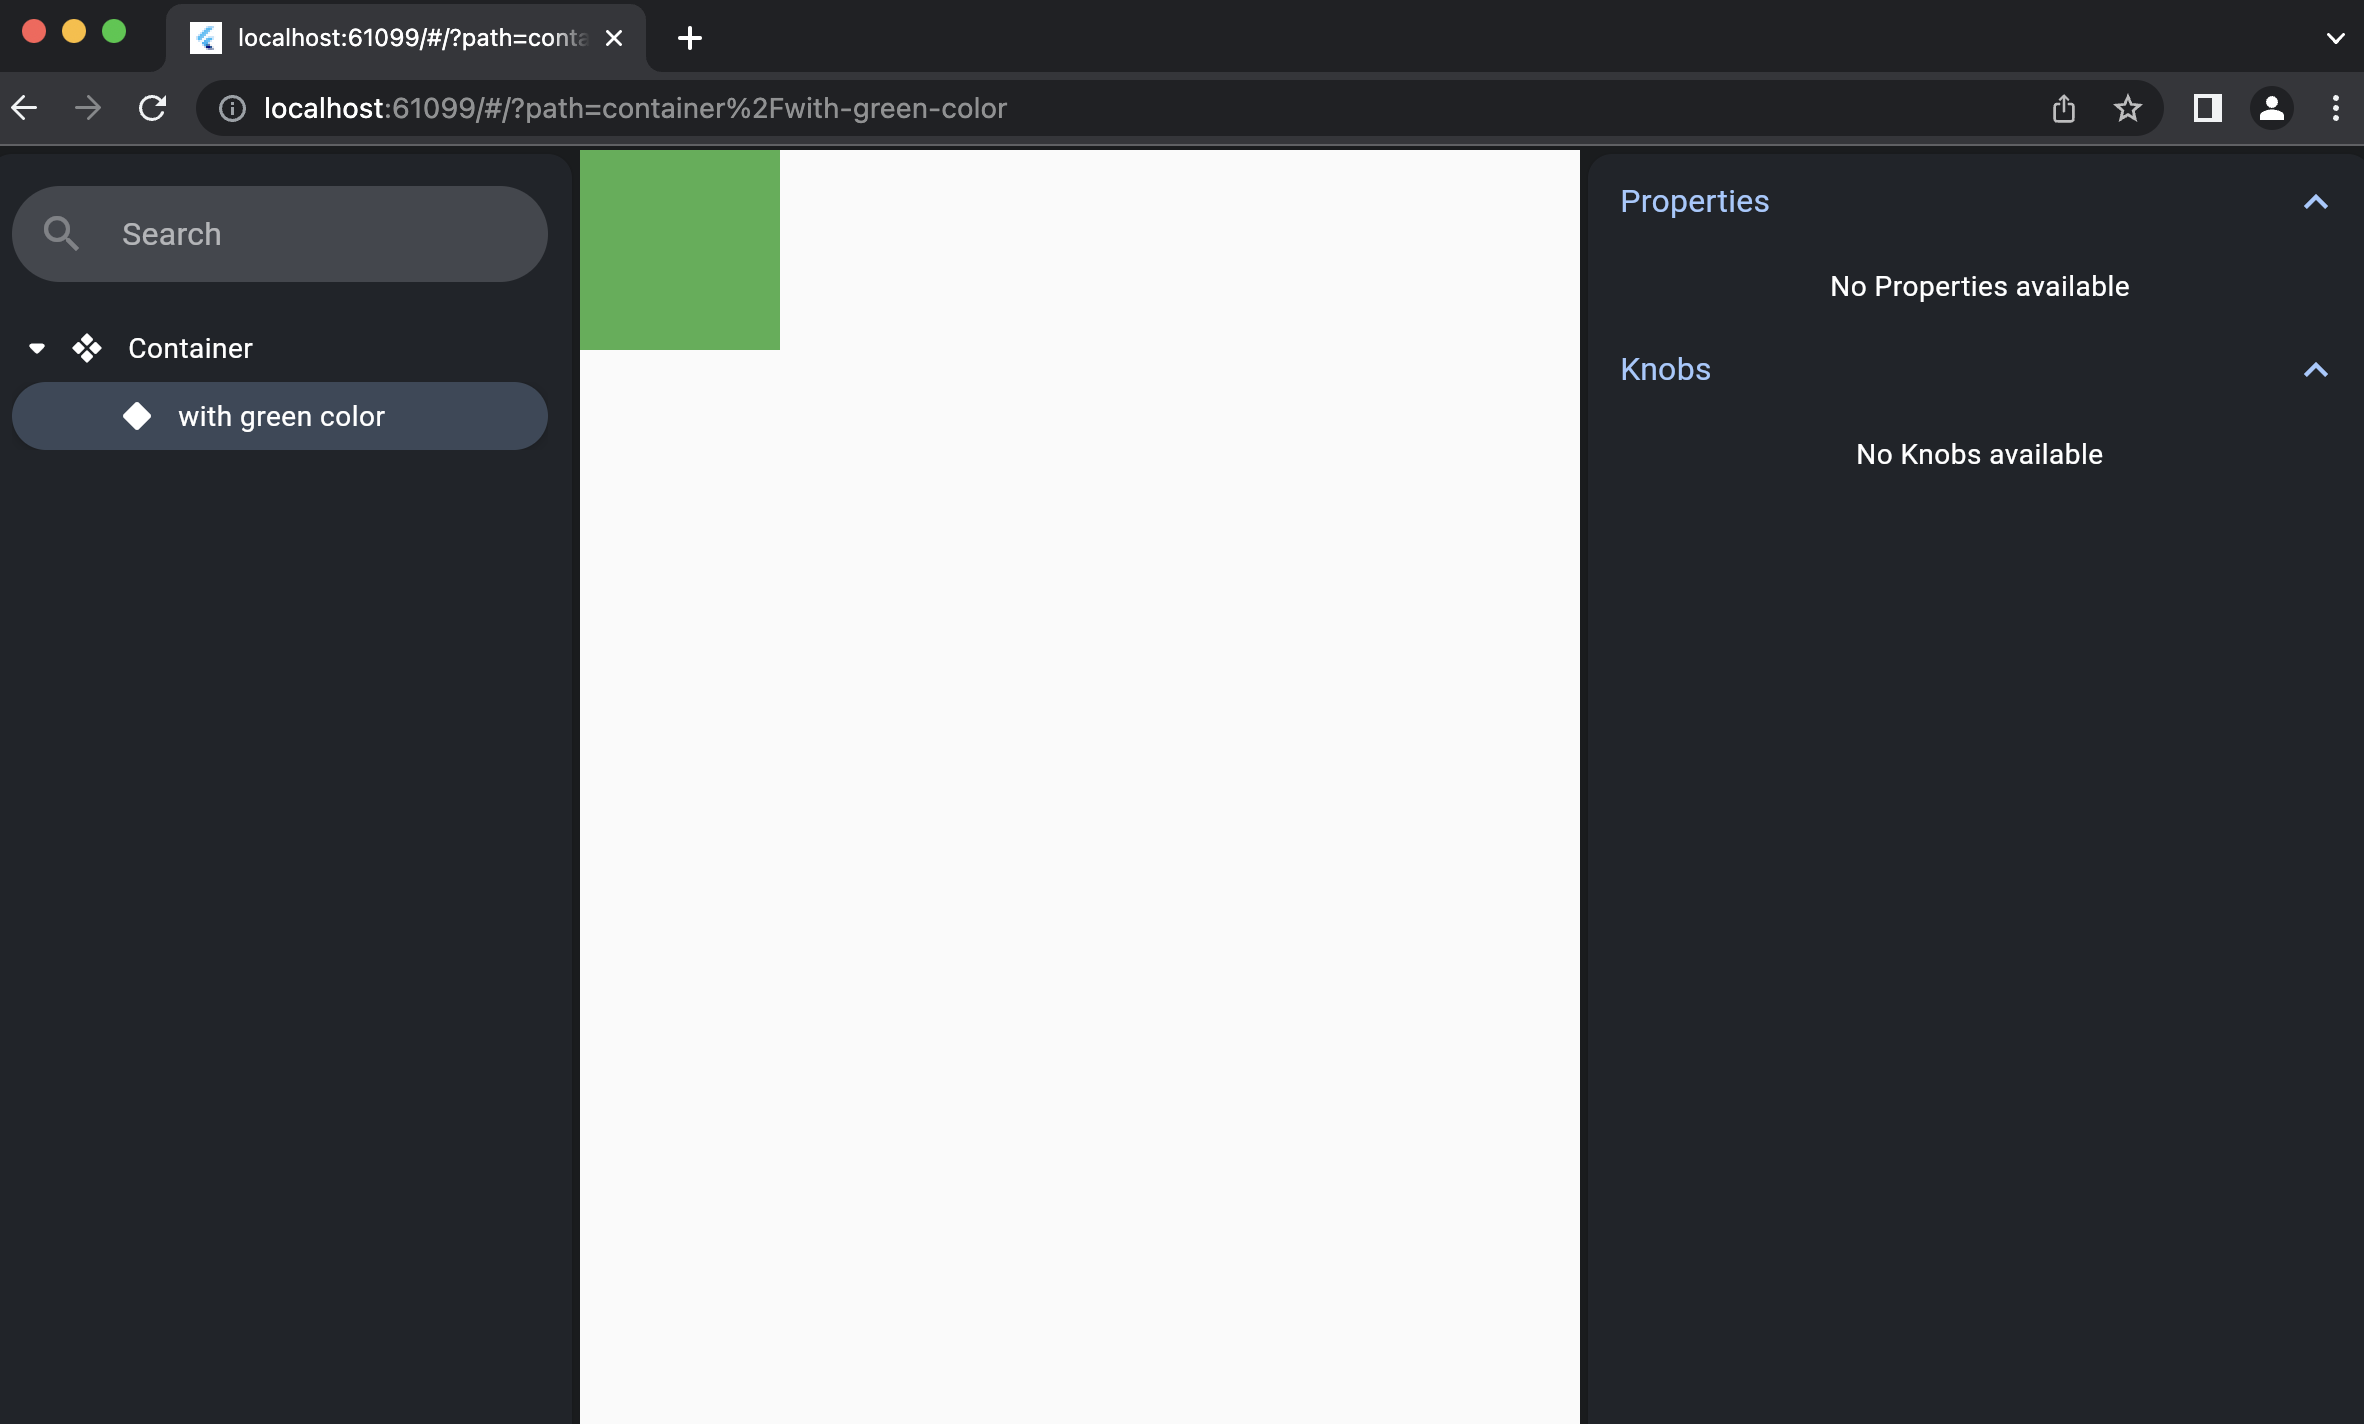 localhost:61099/#/?path=conta
localhost:61099/#/?path=container%2Fwith-green-color
Search
Container
with green color
Properties
No Properties available
Knobs
No Knobs available